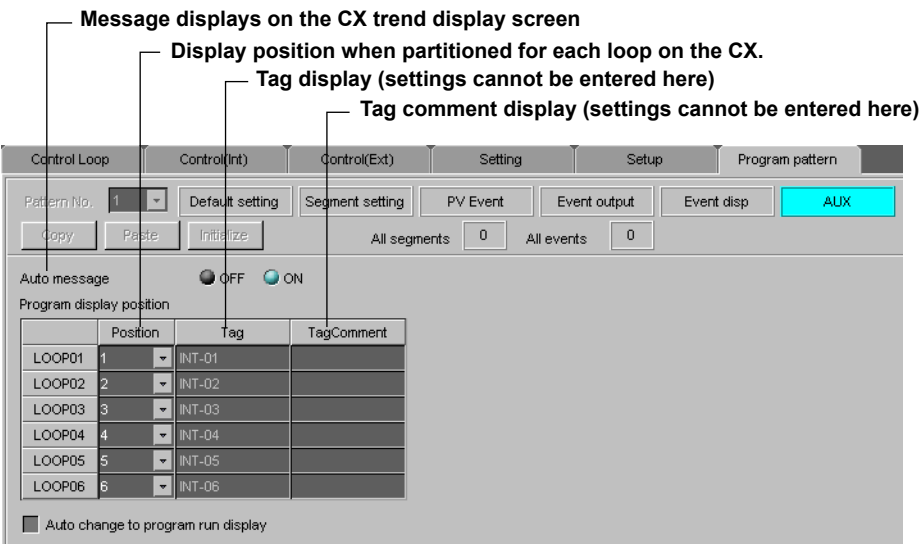 Message displays on the CX trend display screen
Display position when partitioned for each loop on the CX.
Tag display (settings cannot be entered here)
Tag comment display (settings cannot be entered here)
Control Loop Control(Int) Control(Ext) Setting Setup Program pattern
Pattern No. 1 Default setting Segment setting PV Event Event output Event disp AUX
Copy Paste Initialize All segments 0 All events 0
Auto message OFF ON
Program display position
Position Tag TagComment
LOOP01 1 INT-01
LOOP02 2 INT-02
LOOP03 3 INT-03
LOOP04 4 INT-04
LOOP05 5 INT-05
LOOP06 6 INT-06
Auto change to program run display